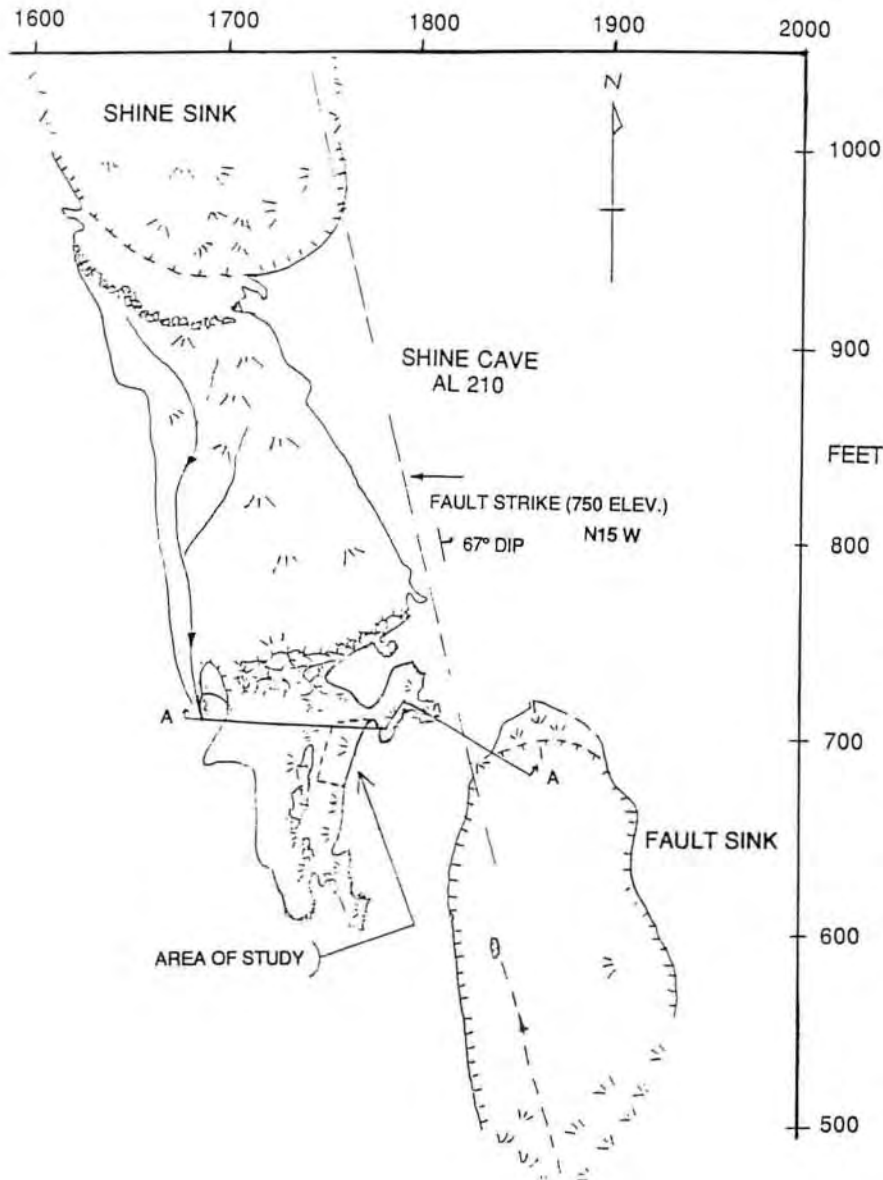 1600 1700 1800 1900 2000
N
SHINE SINK
1000
SHINE CAVE
AL 210
900
FEET
FAULT STRIKE (750 ELEV.)
N15 W
67° DIP
800
A
700
A
FAULT SINK
600
AREA OF STUDY
500